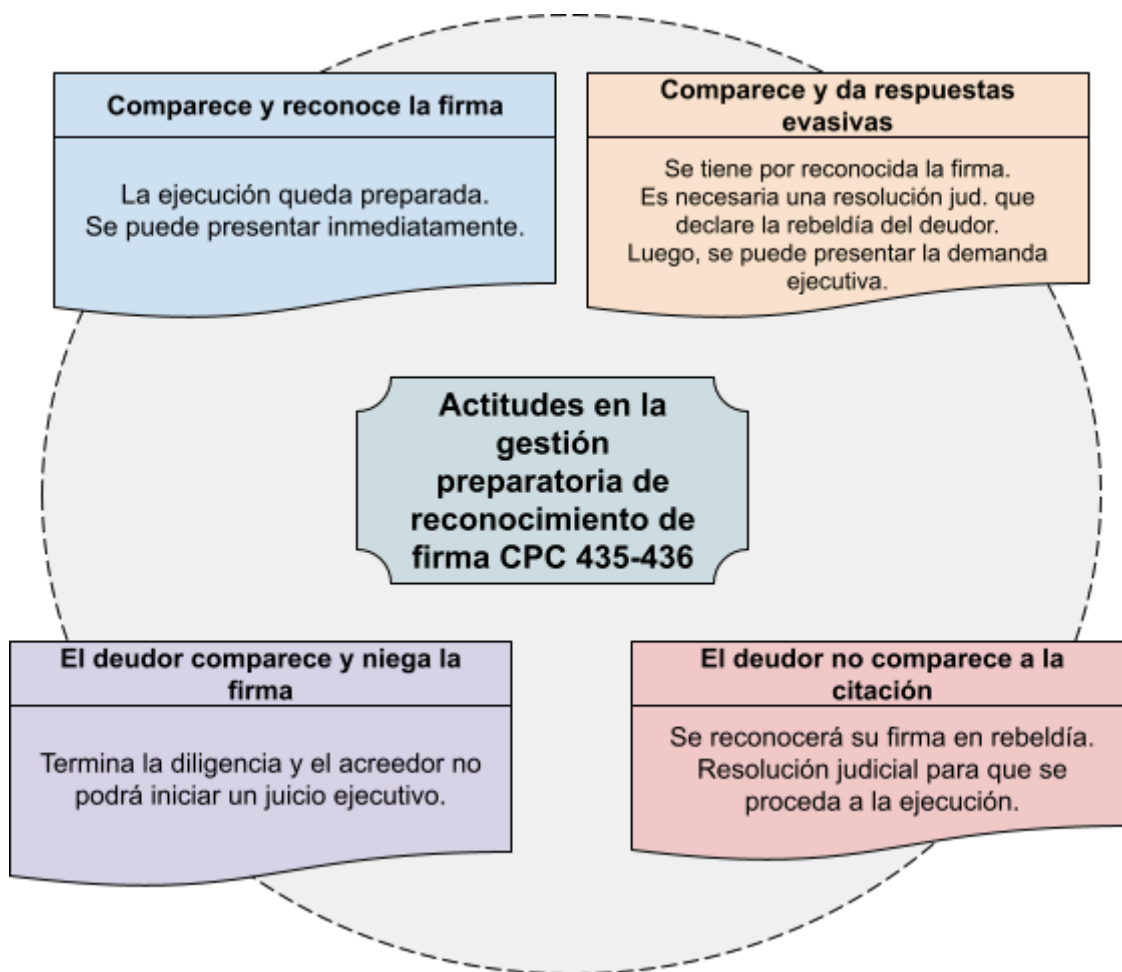 Comparece y reconoce la firma
La ejecución queda preparada.
Se puede presentar inmediatamente.
Comparece y da respuestas
evasivas
Se tiene por reconocida la firma.
Es necesaria una resolución jud. que
declare la rebeldía del deudor.
Luego, se puede presentar la demanda
ejecutiva.
Actitudes en la
gestión
preparatoria de
reconocimiento de
firma CPC 435-436
El deudor comparece y niega la
firma
Termina la diligencia y el acreedor no
podrá iniciar un juicio ejecutivo.
El deudor no comparece a la
citación
Se reconocerá su firma en rebeldía.
Resolución judicial para que se
proceda a la ejecución.